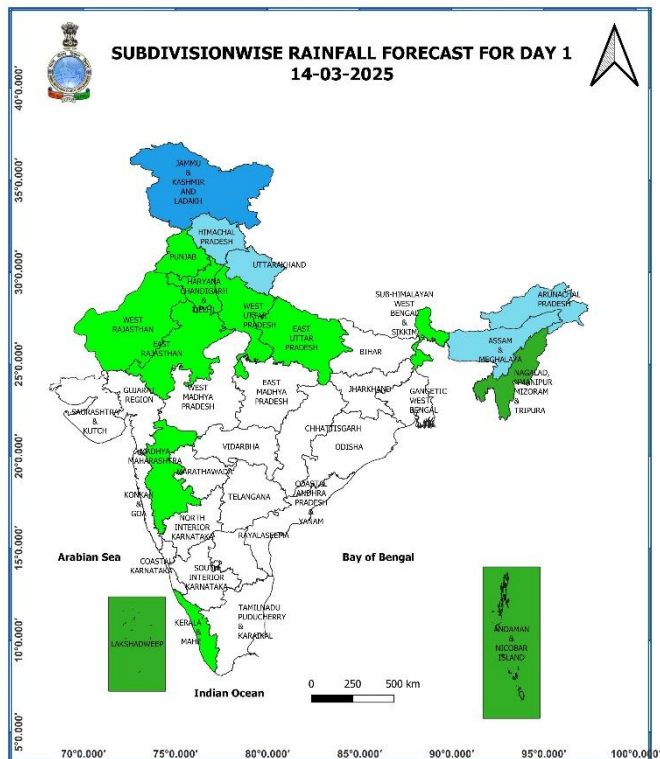 SUBDIVISIONWISE RAINFALL FORECAST FOR DAY 1
14-03-2025
40°0.000'
35°0.000'
30°0.000'
25°0.000'
20°0.000'
15°0.000'
10°0.000'
5°0.000'
JAMMU
&
KASHMIR
AND
LADAKH
HIMACHAL
PRADESH
UTTARAKHAND
PUNJAB
HARYANA
CHANDIGARH
&
DELHI
WEST
UTTAR
PRADESH
EAST
UTTAR
PRADESH
WEST
RAJASTHAN
EAST
RAJASTHAN
SUB-HIMALAYAN
WEST
BENGAL
&
SIKKIM
ARUNACHAL
PRADESH
ASSAM
&
MEGHALAYA
NAGALAD,
MANIPUR
MIZORAM
&
TRIPURA
BIHAR
JHARKHAND
GANGETIC
WEST
BENGAL
GUJARAT
REGION
SAURASHTRA
&
KUTCH
WEST
MADHYA
PRADESH
EAST
MADHYA
PRADESH
CHHATTISGARH
ODISHA
VIDARBHA
MADHYA
MAHARASHTRA
MARATHAWADA
KONKAN
&
GOA
TELANGANA
COASTAL
ANDHRA
PRADESH
&
YANAM
NORTH
INTERIOR
KARNATAKA
RAYALASEEMA
COASTAL
KARNATAKA
SOUTH
INTERIOR
KARNATAKA
TAMILNADU
PUDUCHERRY
&
KARAIKAL
KERALA
&
MAHE
LAKSHADWEEP
ANDAMAN
&
NICOBAR
ISLAND
Arabian Sea
Bay of Bengal
Indian Ocean
0 250 500 km
70°0.000' 75°0.000' 80°0.000' 85°0.000' 90°0.000' 95°0.000' 100°0.000'